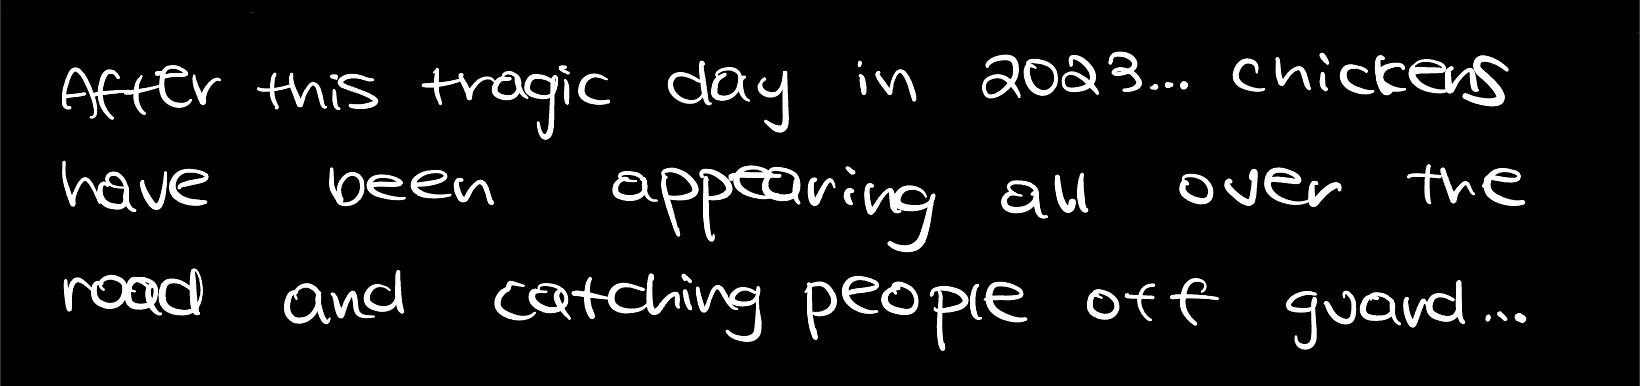 After this tragic day in 2023... chickens
have been appearing all over the
road and catching people off guard...